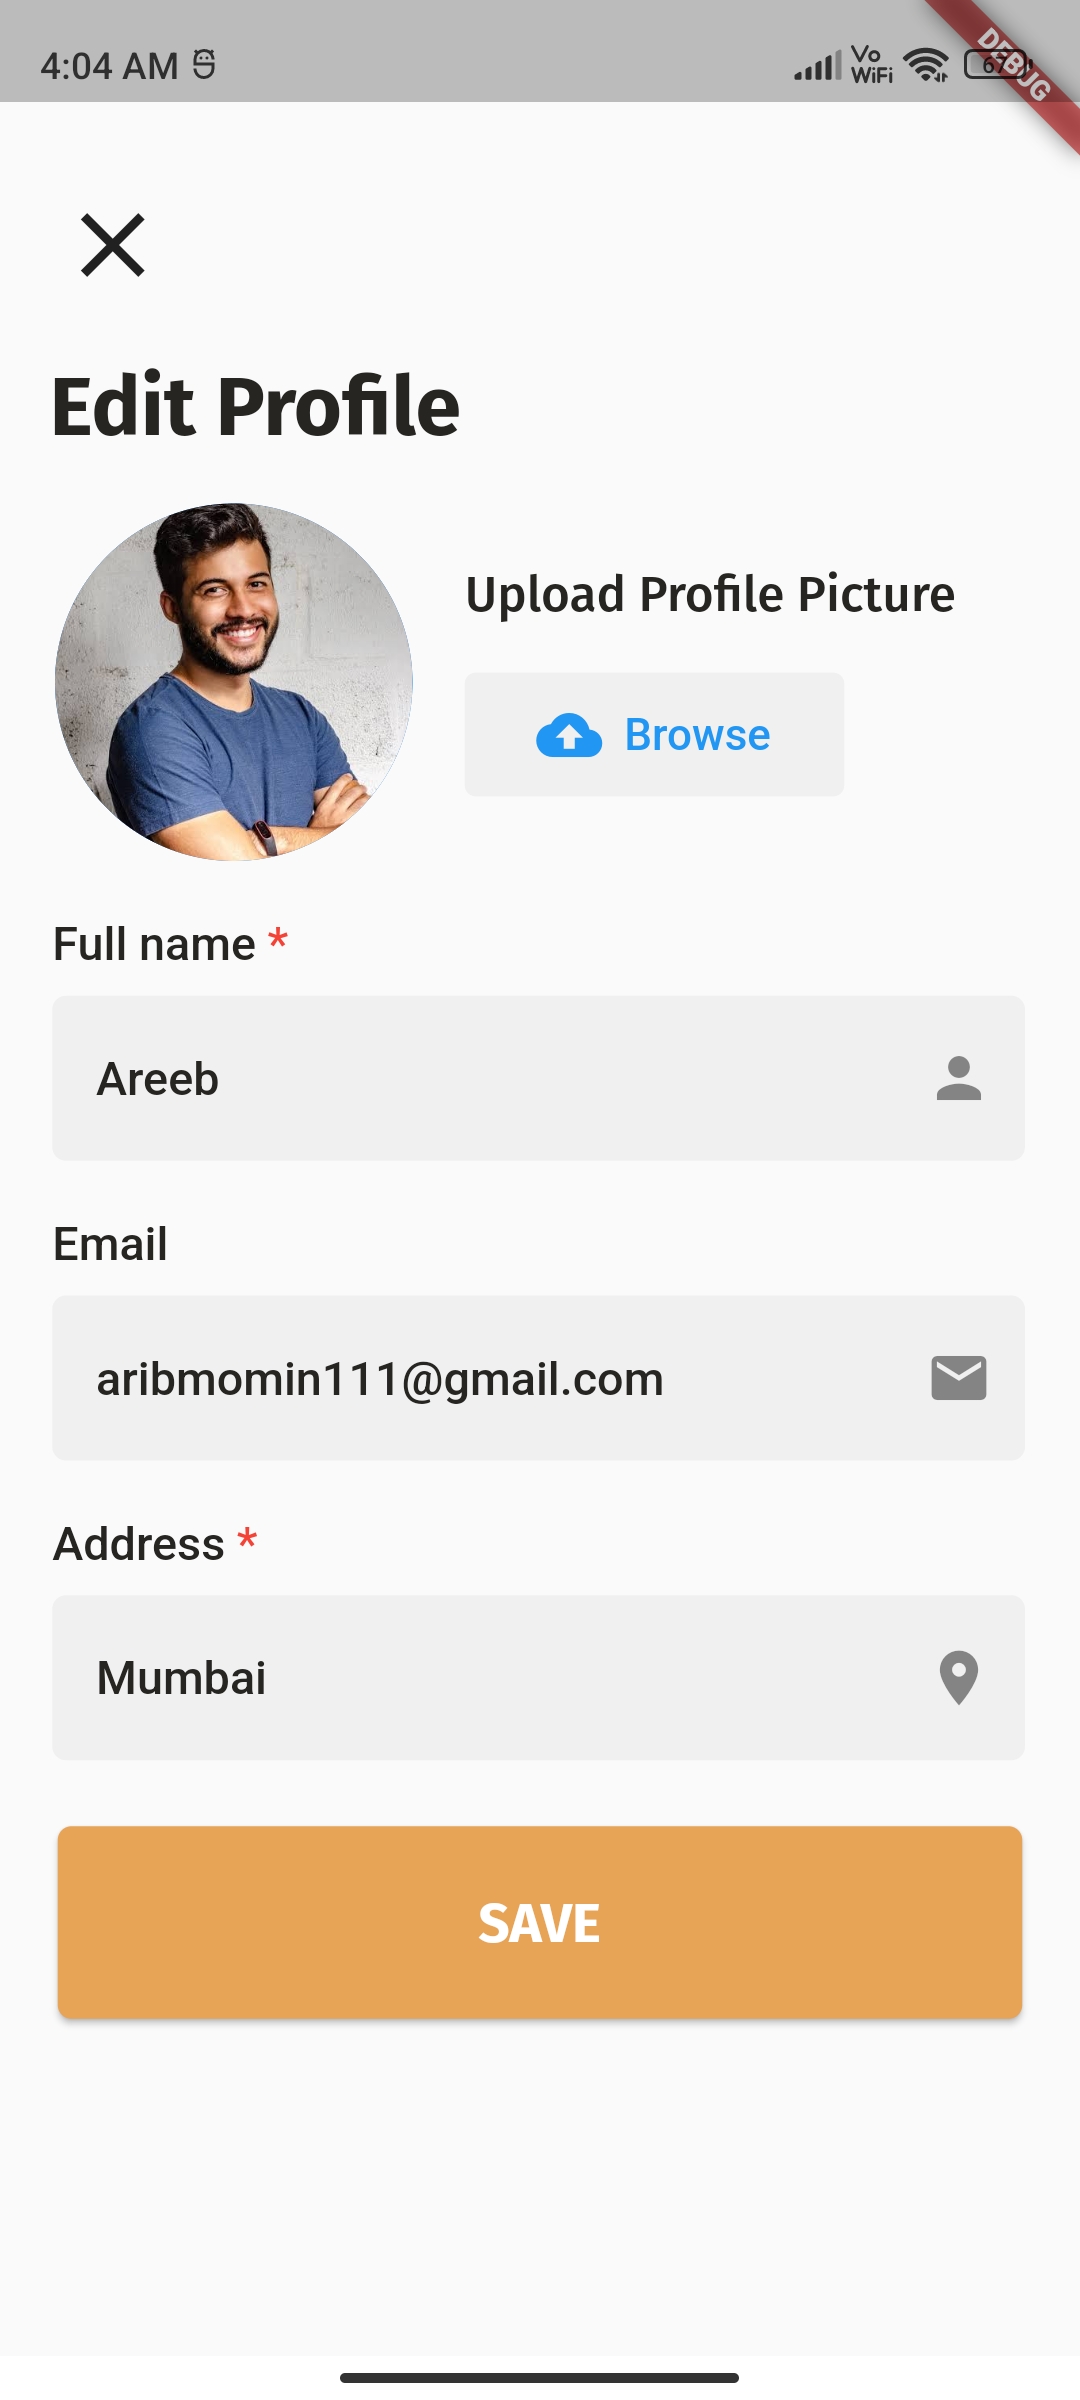 4:04 AM
Vo
WiFi
67
DEBUG
Edit Profile
Upload Profile Picture
Browse
Full name *
Areeb
Email
aribmomin111@gmail.com
Address *
Mumbai
SAVE